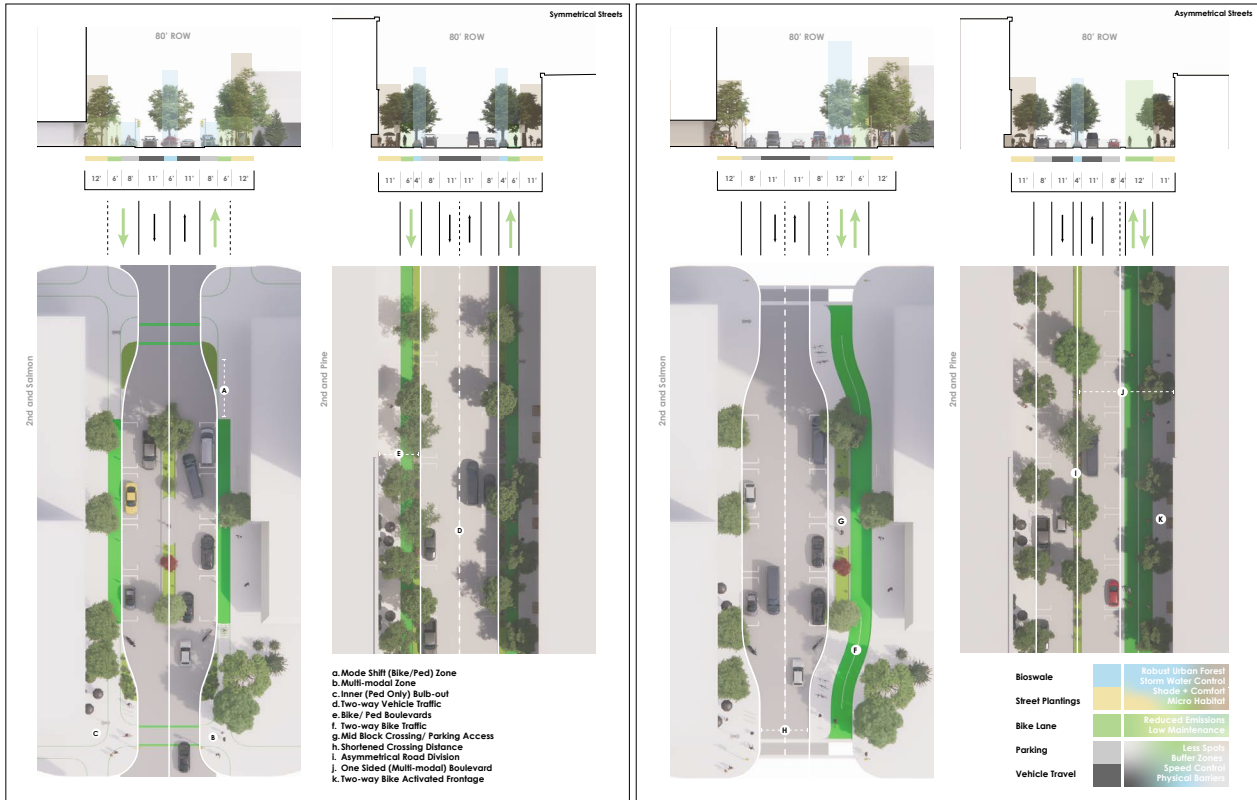 Symmetrical Streets
80' ROW
80' ROW
12'
6'
8'
11'
6'
11'
8'
6'
12'
11'
6'
4'
8'
11'
11'
8'
4'
6'
11'
2nd and Salmon
2nd and Pine
A
B
C
D
E
a. Mode Shift (Bike/Ped) Zone
b. Multi-modal Zone
c. Inner (Ped Only) Bulb-out
d. Two-way Vehicle Traffic
e. Bike/ Ped Boulevards
f. Two-way Bike Traffic
g. Mid Block Crossing/ Parking Access
h. Shortened Crossing Distance
i. Asymmetrical Road Division
j. One Sided (Multi-modal) Boulevard
k. Two-way Bike Activated Frontage
Asymmetrical Streets
80' ROW
80' ROW
12'
8'
11'
11'
8'
12'
6'
12'
11'
8'
11'
4'
11'
8'
4'
12'
11'
2nd and Salmon
2nd and Pine
G
F
H
J
I
K
Bioswale
Street Plantings
Bike Lane
Parking
Vehicle Travel
Robust Urban Forest
Storm Water Control
Shade + Comfort
Micro Habitat
Reduced Emissions
Low Maintenance
Less Spots
Buffer Zones
Speed Control
Physical Barriers